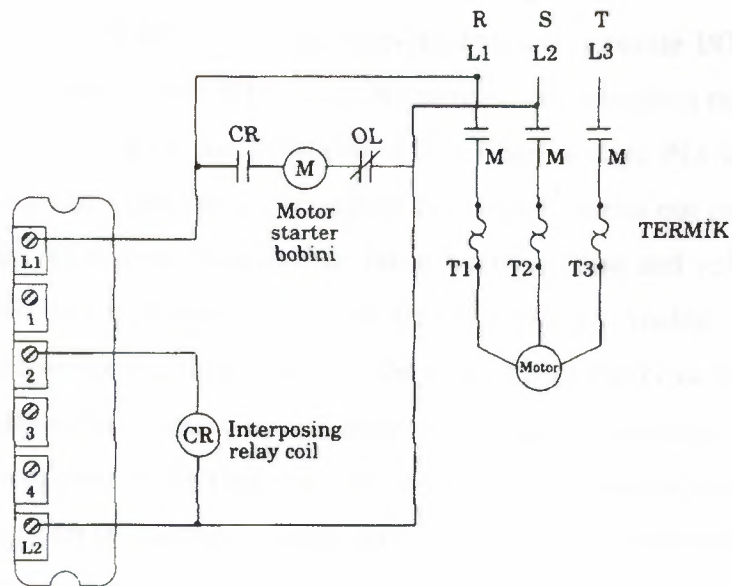 R S T
L1 L2 L3
CR OL
M M M
M
Motor
starter
bobini
TERMİK
T1 T2 T3
Motor
L1
1
2
3
4
L2
CR
Interposing
relay coil